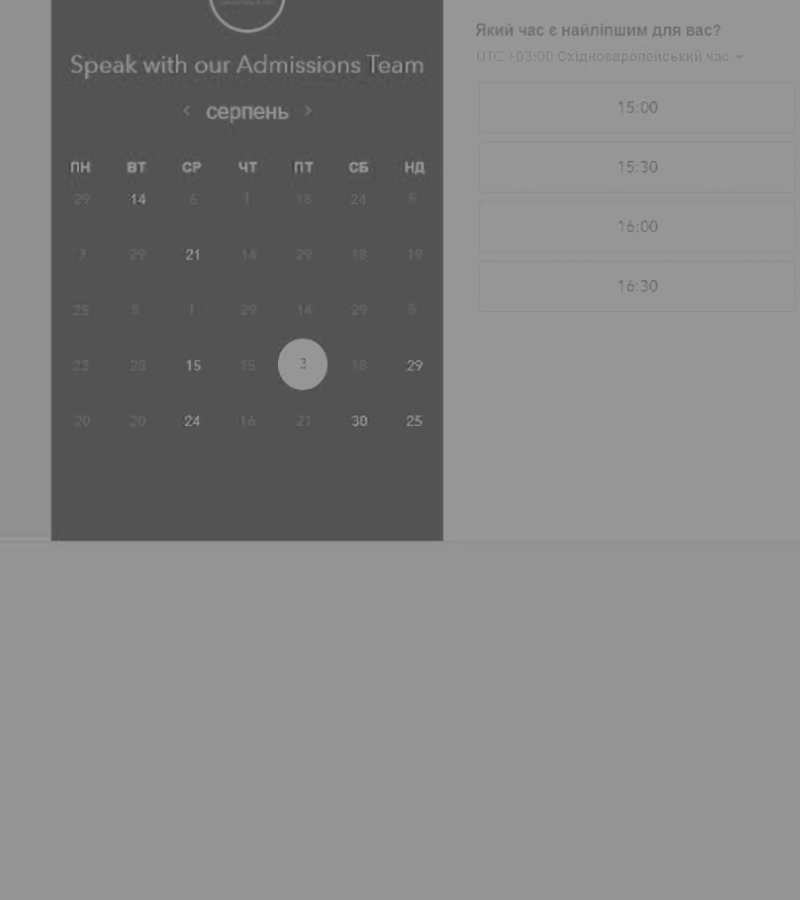 Speak with our Admissions Team
‹ серпень ›
ПН ВТ СР ЧТ ПТ СБ НД
29 14 6 1 18 24 5
7 29 21 14 29 18 19
25 5 1 29 14 29 5
23 25 15 15 3 18 29
20 20 24 16 21 30 25
Який час є найліпшим для вас?
UTC +03:00 Східноєвропейський час
15:00
15:30
16:00
16:30